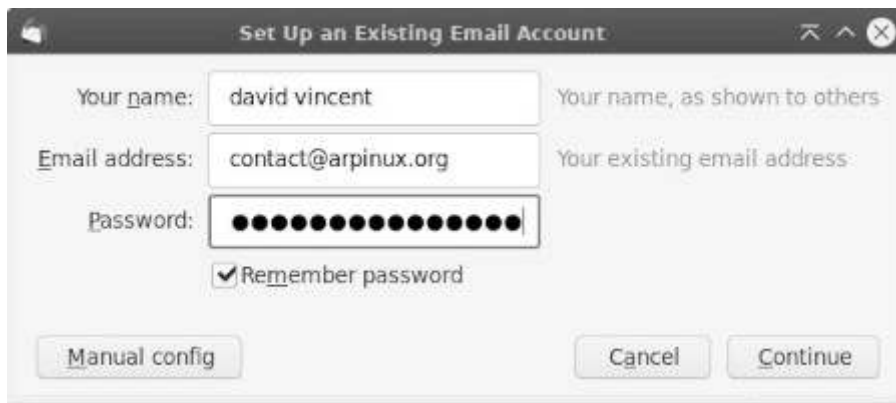 Set Up an Existing Email Account
Your name: david vincent Your name, as shown to others
Email address: contact@arpinux.org Your existing email address
Password: ●●●●●●●●●●●●●●●
Remember password
Manual config Cancel Continue